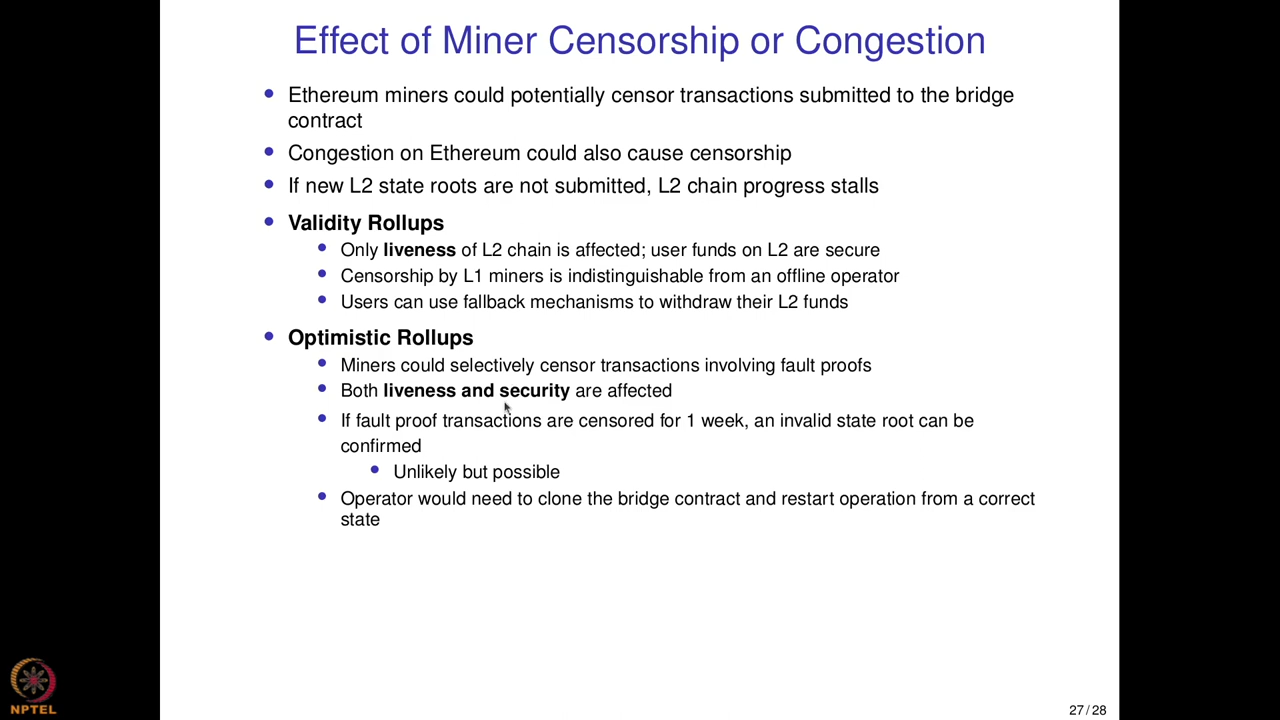 Effect of Miner Censorship or Congestion
Ethereum miners could potentially censor transactions submitted to the bridge
contract
Congestion on Ethereum could also cause censorship
If new L2 state roots are not submitted, L2 chain progress stalls
Validity Rollups
Only liveness of L2 chain is affected; user funds on L2 are secure
Censorship by L1 miners is indistinguishable from an offline operator
Users can use fallback mechanisms to withdraw their L2 funds
Optimistic Rollups
Miners could selectively censor transactions involving fault proofs
Both liveness and security are affected
If fault proof transactions are censored for 1 week, an invalid state root can be
confirmed
Unlikely but possible
Operator would need to clone the bridge contract and restart operation from a correct
state
NPTEL
27 / 28